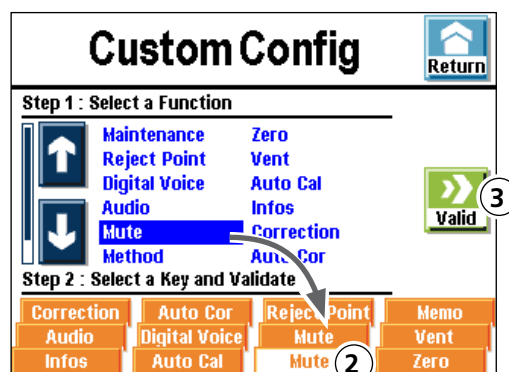 Custom Config
Return
Step 1 : Select a Function
Maintenance Zero
Reject Point Vent
Digital Voice Auto Cal
Audio Infos
Mute Correction
Method Auto Cor
Valid
3
Step 2 : Select a Key and Validate
Correction Auto Cor Reject Point Memo
Audio Digital Voice Mute Vent
Infos Auto Cal Mute 2 Zero